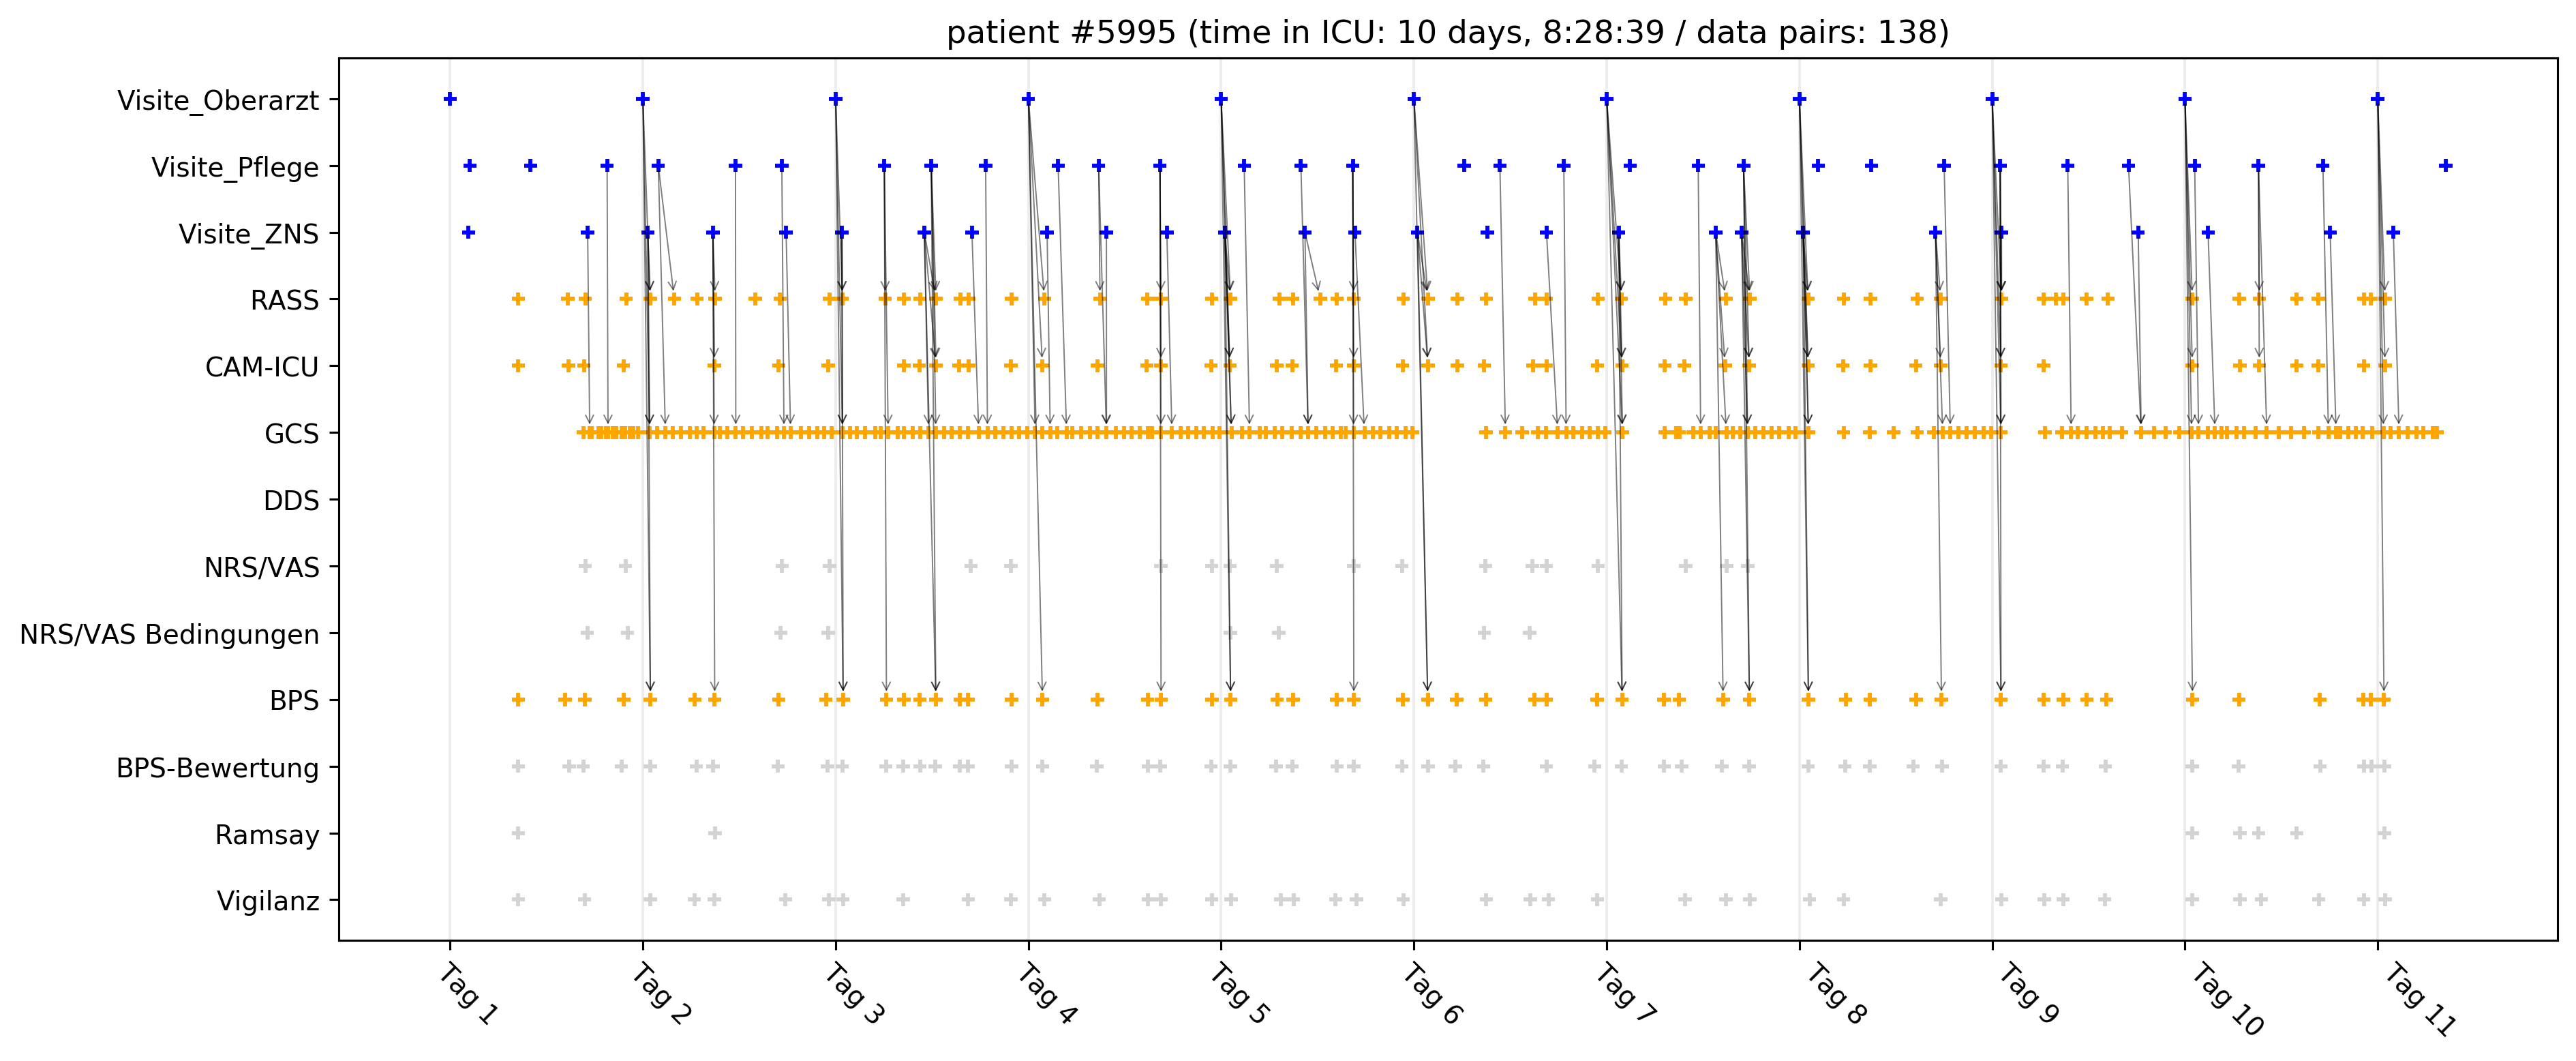 patient #5995 (time in ICU: 10 days, 8:28:39 / data pairs: 138)
Visite_Oberarzt
Visite_Pflege
Visite_ZNS
RASS
CAM-ICU
GCS
DDS
NRS/VAS
NRS/VAS Bedingungen
BPS
BPS-Bewertung
Ramsay
Vigilanz
Tag 1
Tag 2
Tag 3
Tag 4
Tag 5
Tag 6
Tag 7
Tag 8
Tag 9
Tag 10
Tag 11